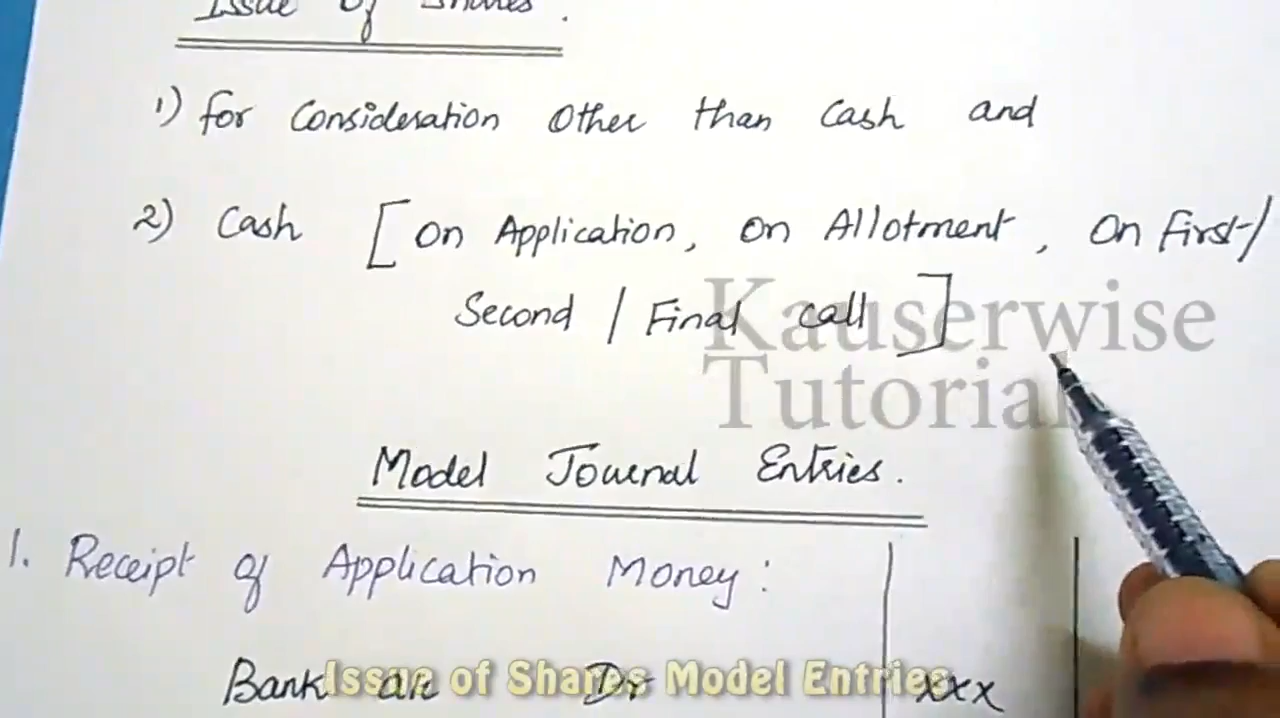 Issue of Shares.
1) For Consideration Other than Cash and
2) Cash [On Application, On Allotment, On First/
Second / Final call]
Kauserwise
Tutorial
Model Journal Entries.
1. Receipt of Application Money:
Bank a/c Dr xxx
Issue of Shares Model Entries